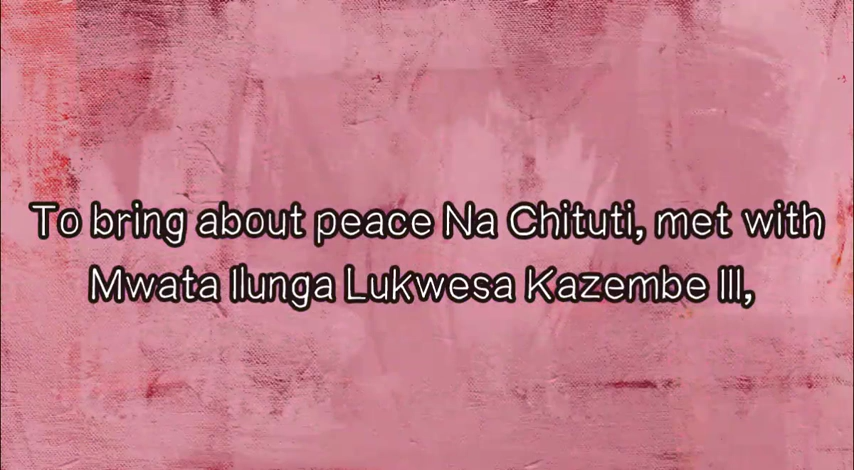 To bring about peace Na Chituti, met with
Mwata Ilunga Lukwesa Kazembe III,